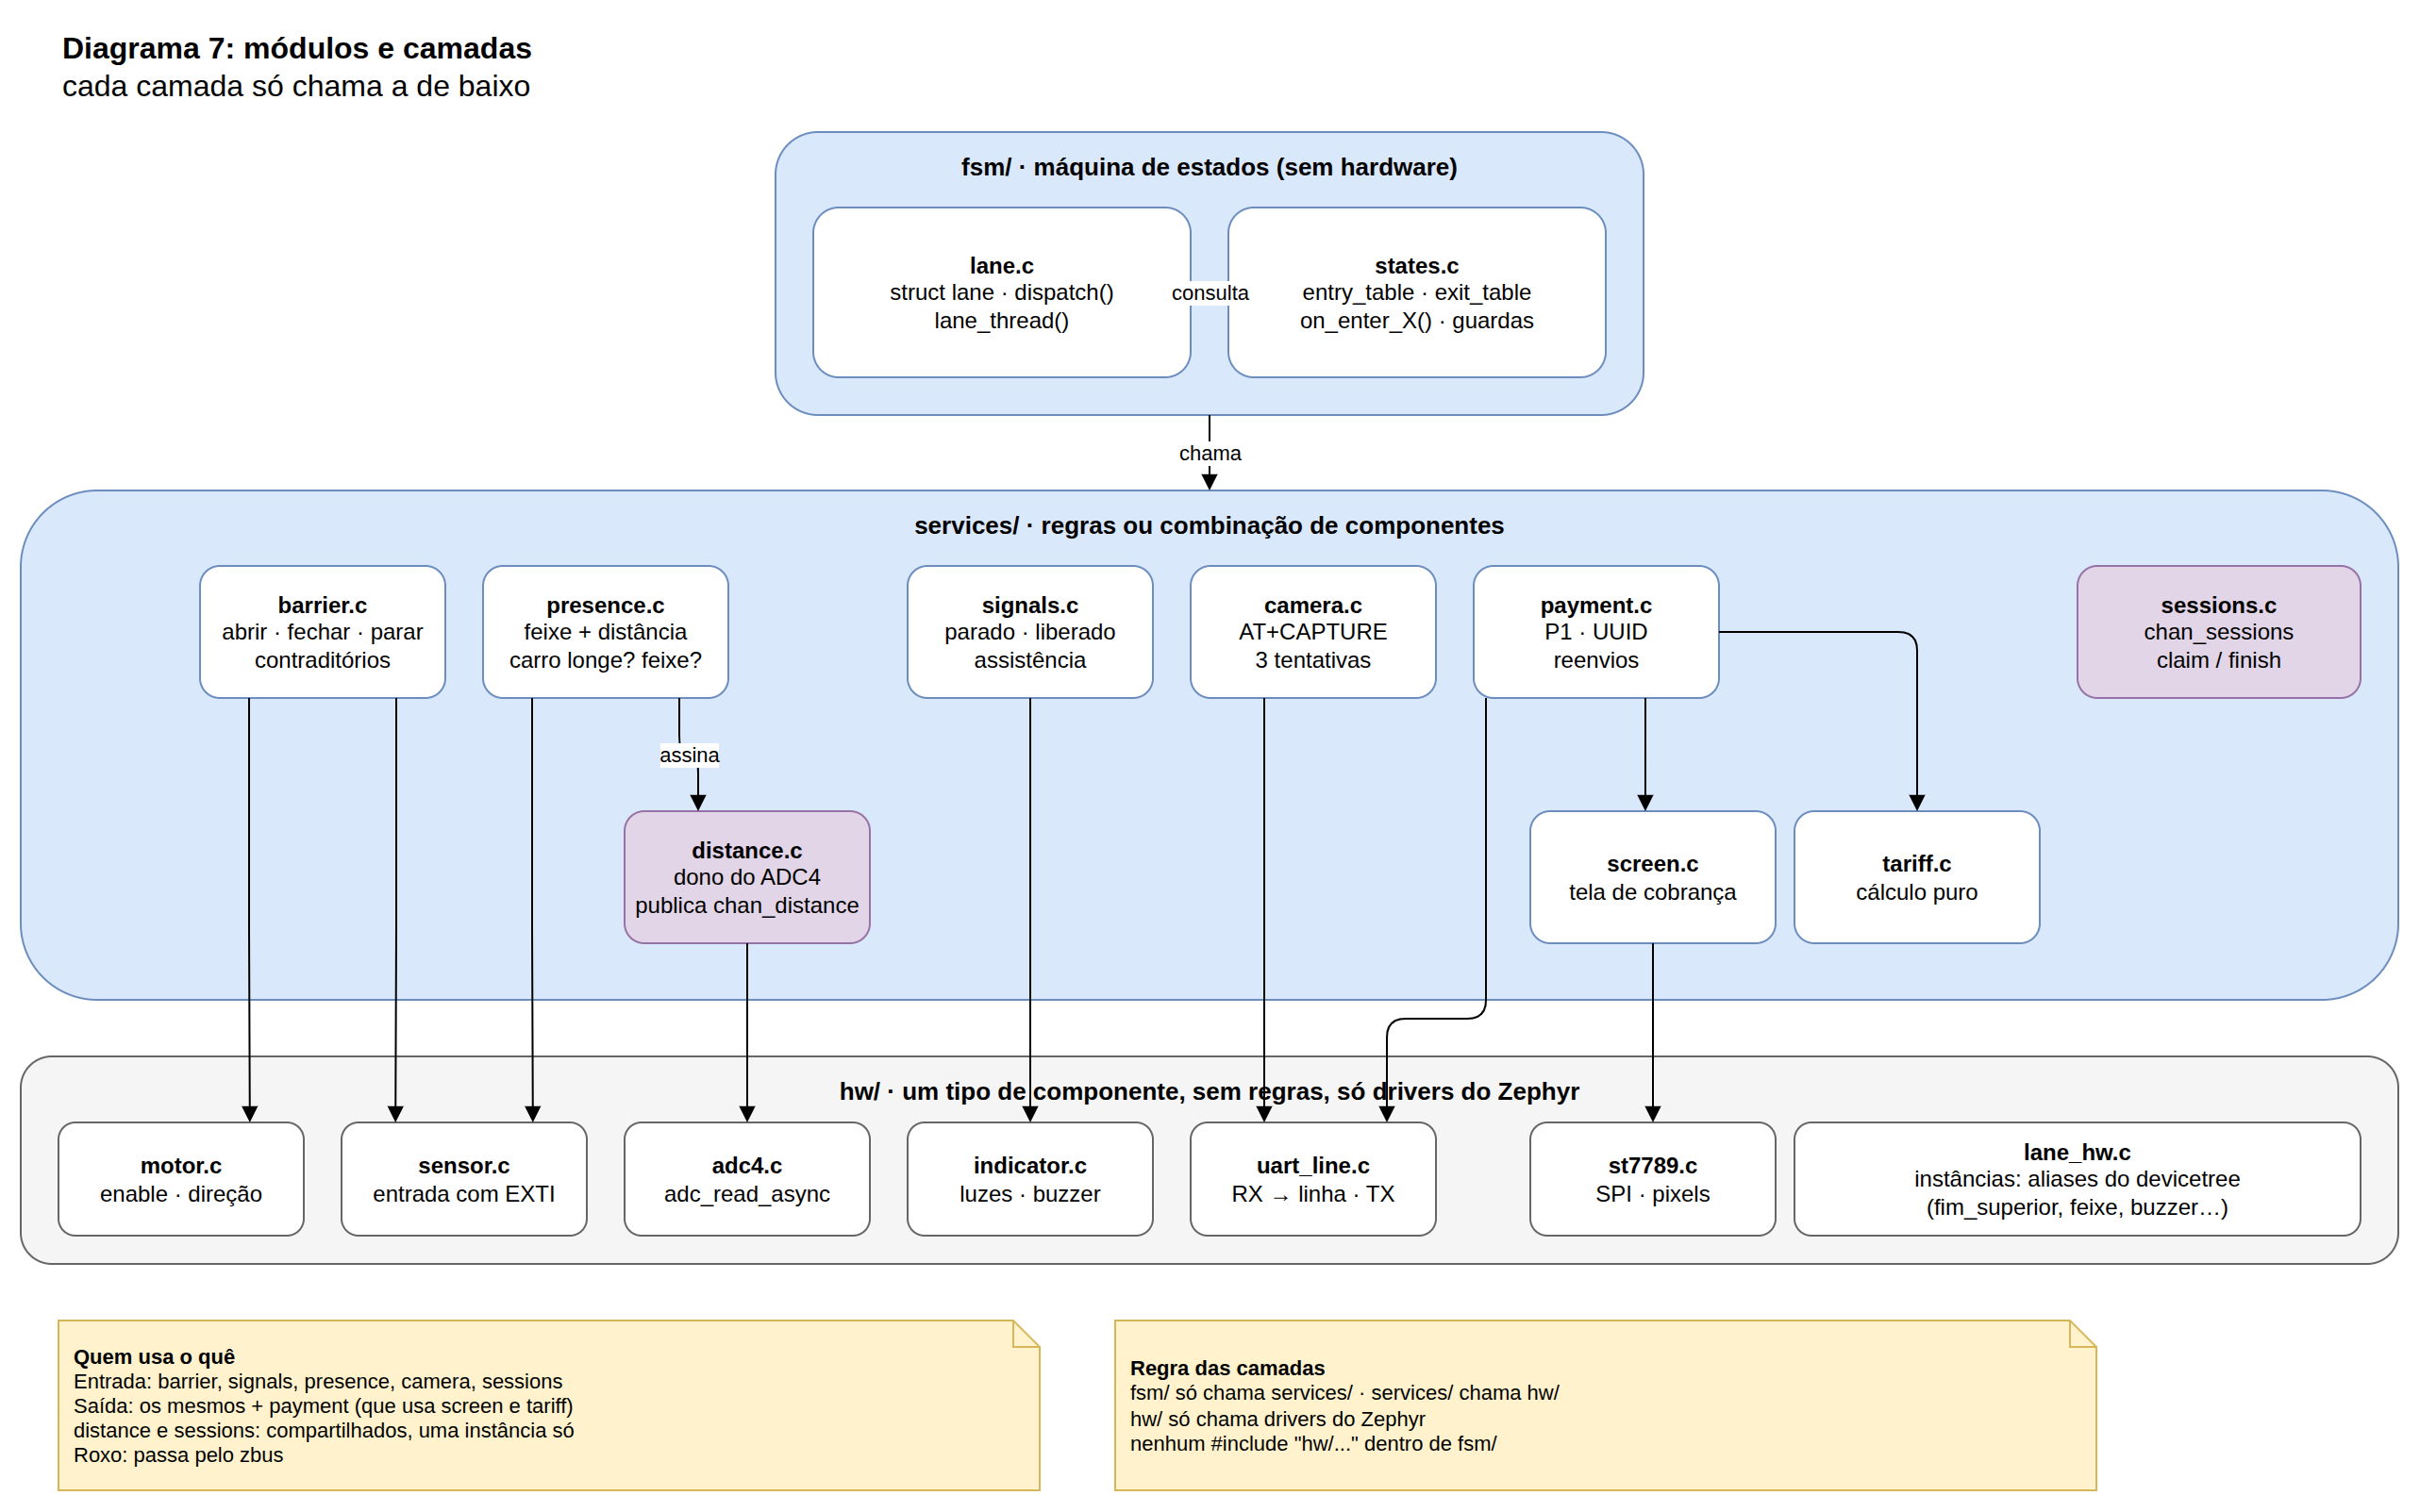 Diagrama 7: módulos e camadas
cada camada só chama a de baixo
fsm/ · máquina de estados (sem hardware)
lane.c
struct lane · dispatch()
lane_thread()
consulta
states.c
entry_table · exit_table
on_enter_X() · guardas
chama
services/ · regras ou combinação de componentes
barrier.c
abrir · fechar · parar
contraditórios
presence.c
feixe + distância
carro longe? feixe?
signals.c
parado · liberado
assistência
camera.c
AT+CAPTURE
3 tentativas
payment.c
P1 · UUID
reenvios
sessions.c
chan_sessions
claim / finish
assina
distance.c
dono do ADC4
publica chan_distance
screen.c
tela de cobrança
tariff.c
cálculo puro
hw/ · um tipo de componente, sem regras, só drivers do Zephyr
motor.c
enable · direção
sensor.c
entrada com EXTI
adc4.c
adc_read_async
indicator.c
luzes · buzzer
uart_line.c
RX → linha · TX
st7789.c
SPI · pixels
lane_hw.c
instâncias: aliases do devicetree
(fim_superior, feixe, buzzer…)
Quem usa o quê
Entrada: barrier, signals, presence, camera, sessions
Saída: os mesmos + payment (que usa screen e tariff)
distance e sessions: compartilhados, uma instância só
Roxo: passa pelo zbus
Regra das camadas
fsm/ só chama services/ · services/ chama hw/
hw/ só chama drivers do Zephyr
nenhum #include "hw/..." dentro de fsm/